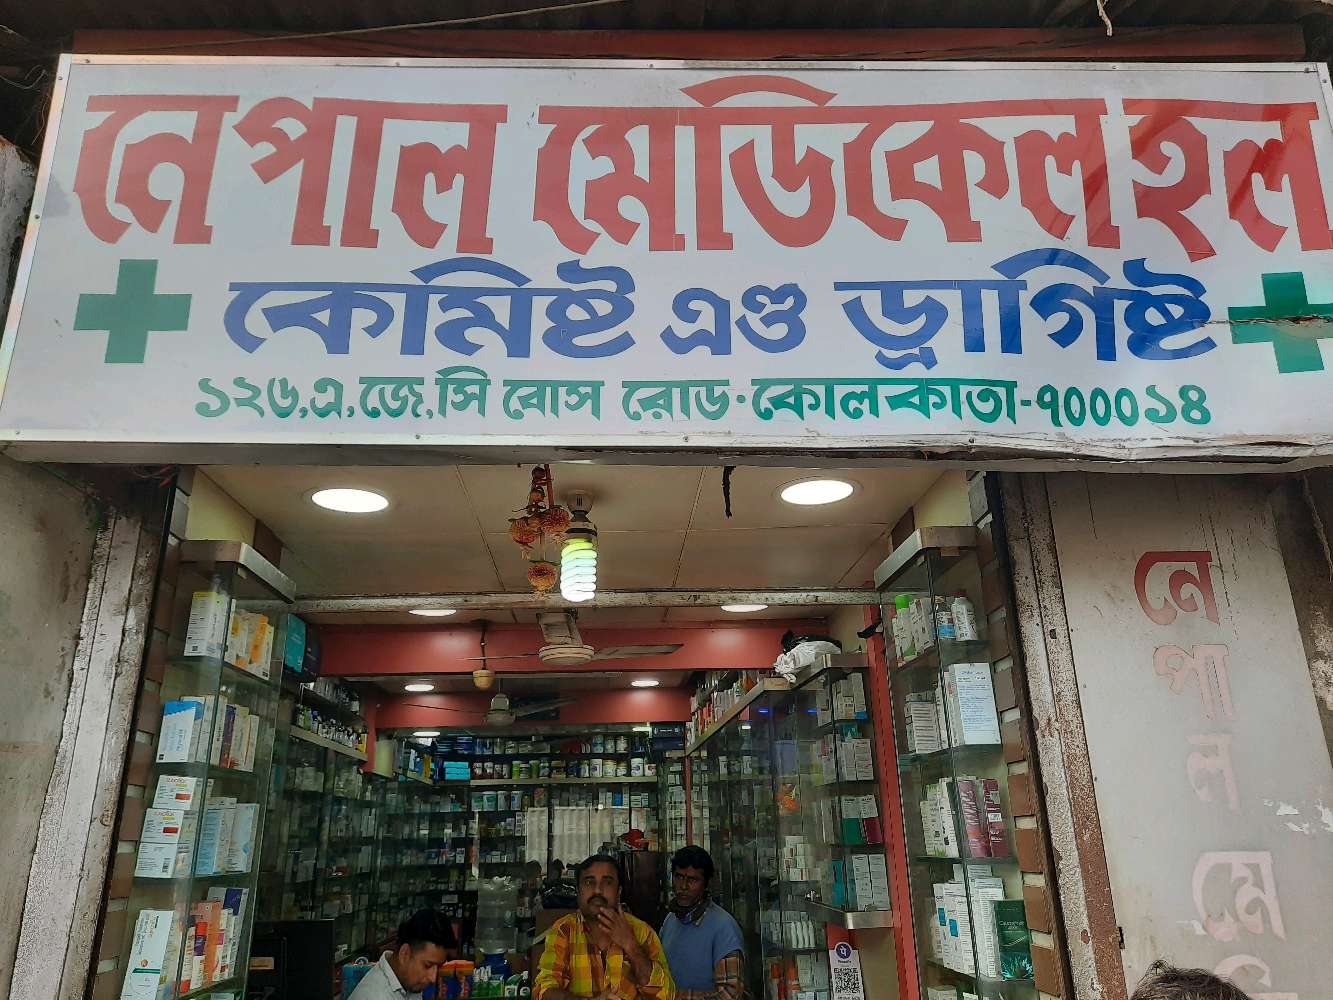 নেপাল মেডিকেল হল
কেমিষ্ট এণ্ড ড্রাগিষ্ট
১২৬,এ,জে,সি বোস রোড·কোলকাতা-৭০০০১৪
নে
পা
ল
মে